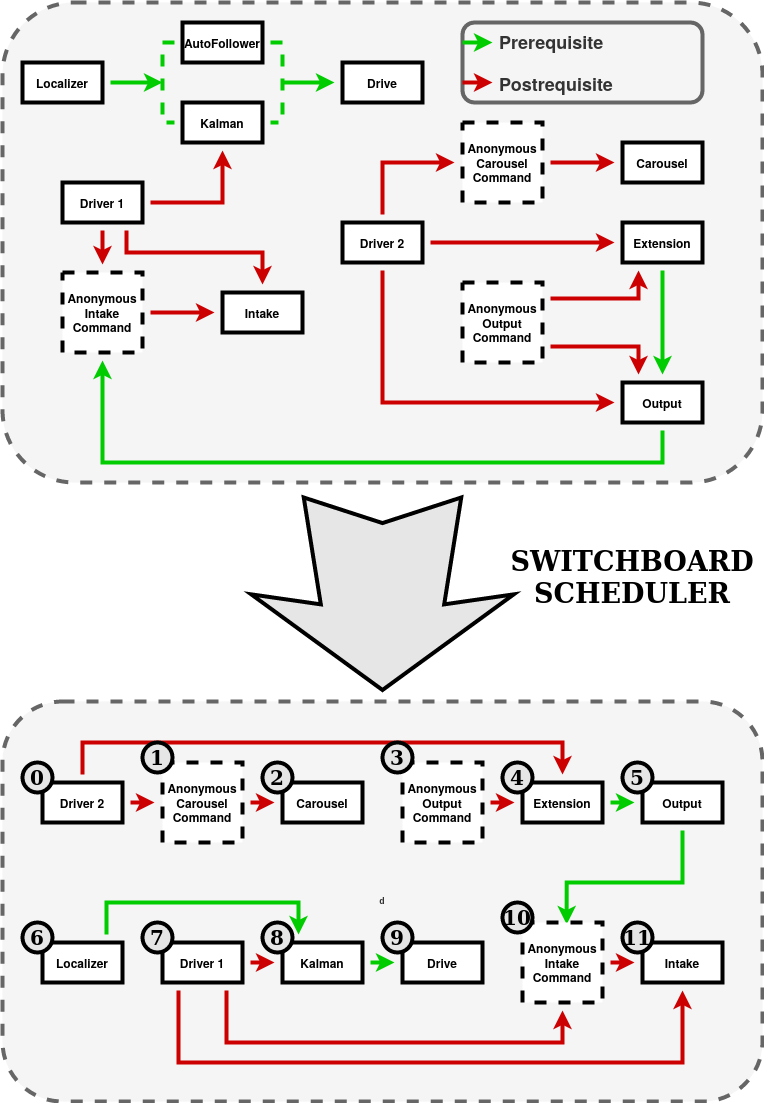 AutoFollower
Localizer
Drive
Kalman
Prerequisite
Postrequisite
Anonymous
Carousel
Command
Carousel
Driver 1
Driver 2
Extension
Anonymous
Intake
Command
Intake
Anonymous
Output
Command
Output
SWITCHBOARD
SCHEDULER
0
Driver 2
1
Anonymous
Carousel
Command
2
Carousel
3
Anonymous
Output
Command
4
Extension
5
Output
d
6
Localizer
7
Driver 1
8
Kalman
9
Drive
10
Anonymous
Intake
Command
11
Intake